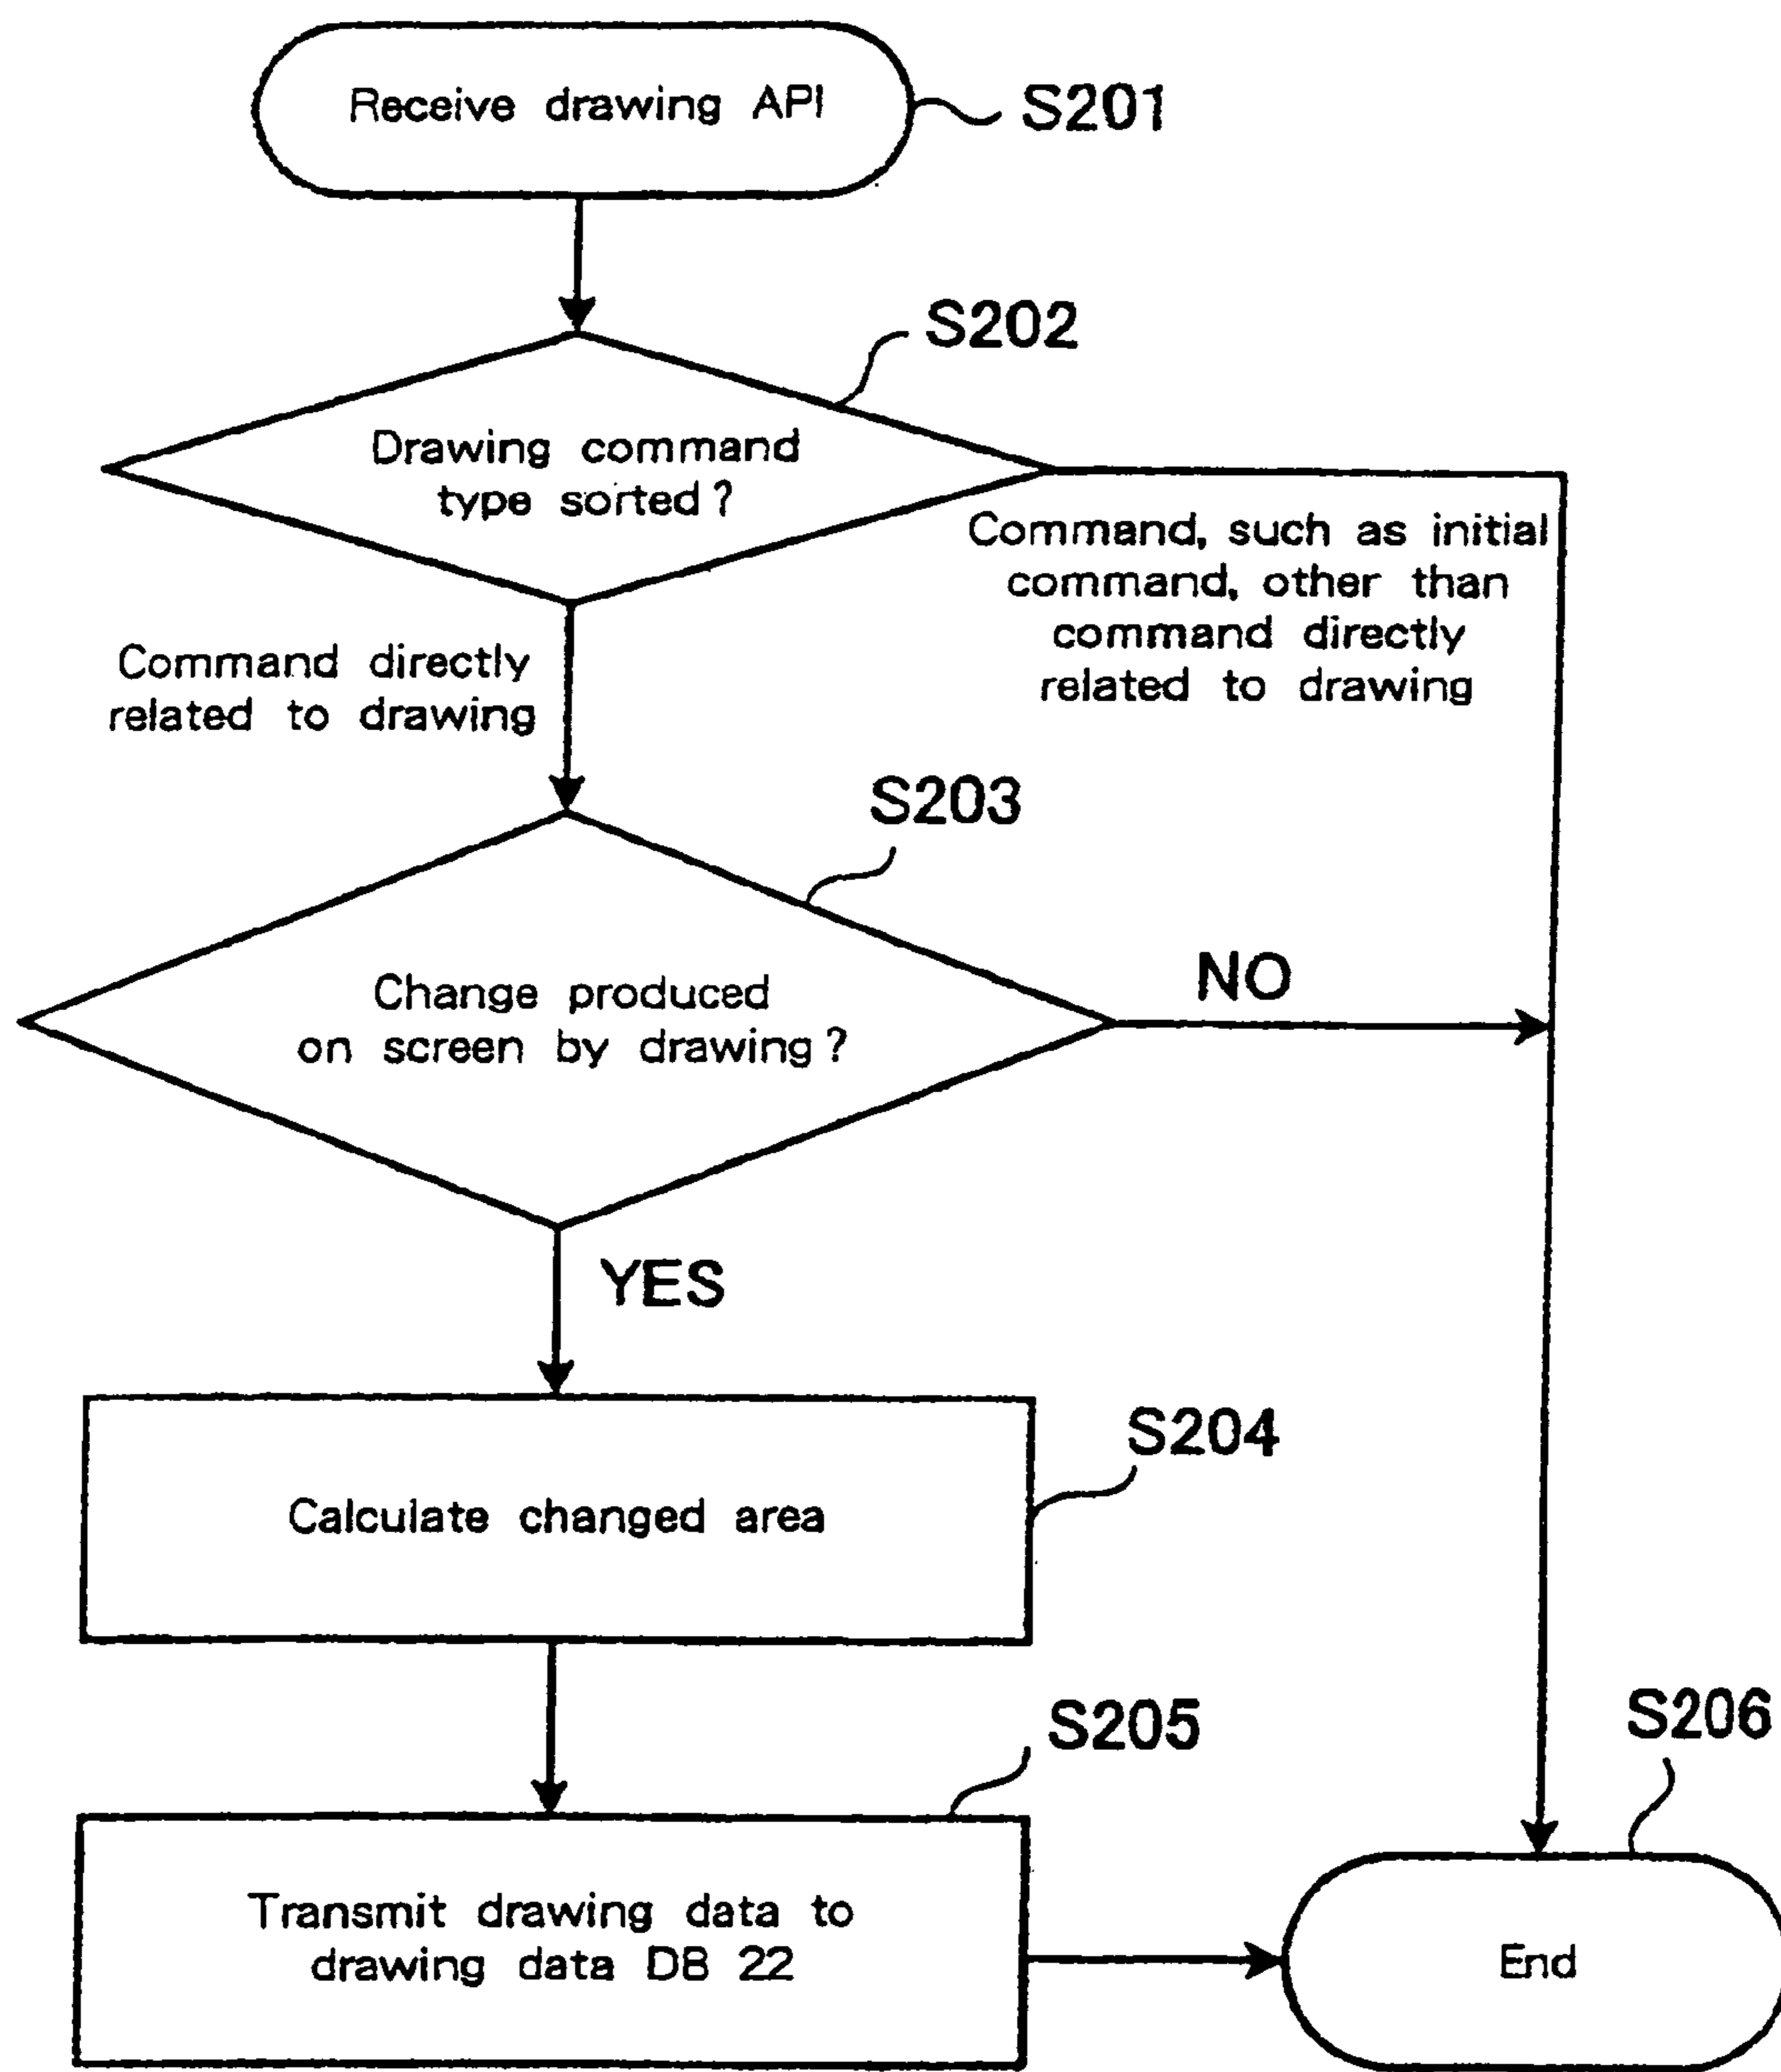 Receive drawing API
S201
S202
Drawing command
type sorted?
Command, such as initial
command, other than
command directly
related to drawing
Command directly
related to drawing
S203
Change produced
on screen by drawing?
NO
YES
S204
Calculate changed area
S205
S206
Transmit drawing data to
drawing data DB 22
End